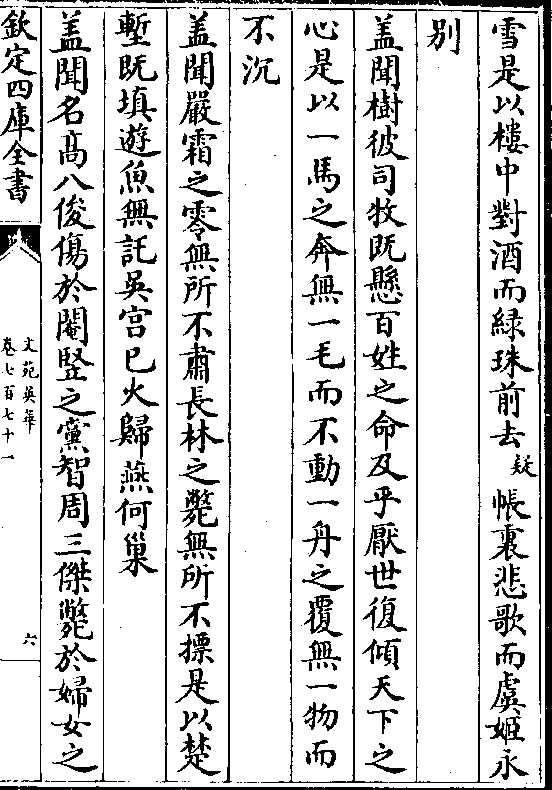 雪是以樓中對酒而緑珠前去疑帳裏悲歌而虞姬永
别
盖聞樹彼司牧既懸百姓之命及乎厭世復傾天下之
心是以一馬之奔無一毛而不動一舟之覆無一物而
不沉
盖聞嚴霜之零無所不肅長林之斃無所不摽是以楚
塹既填遊魚無託吳宫已火歸燕何巢
盖聞名髙八俊傷於閹豎之黨智周三傑斃於婦女之
欽定四庫全書
文苑英華
卷七百七十一
六